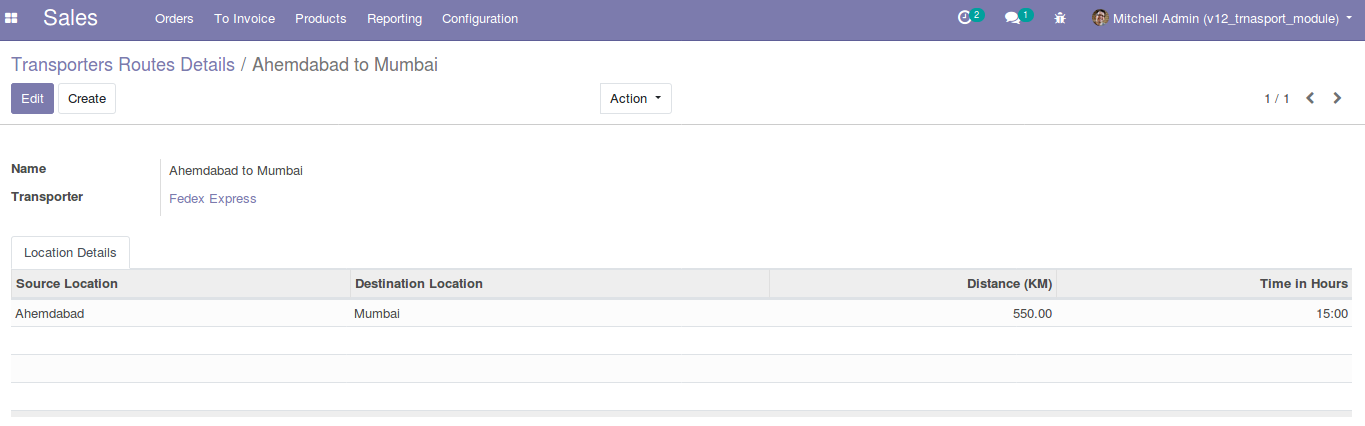 Sales Orders To Invoice Products Reporting Configuration 2 1 Mitchell Admin (v12_trnasport_module)
Transporters Routes Details / Ahemdabad to Mumbai
Edit Create Action 1 / 1
Name Ahemdabad to Mumbai
Transporter Fedex Express
Location Details
Source Location Destination Location Distance (KM) Time in Hours
Ahemdabad Mumbai 550.00 15:00